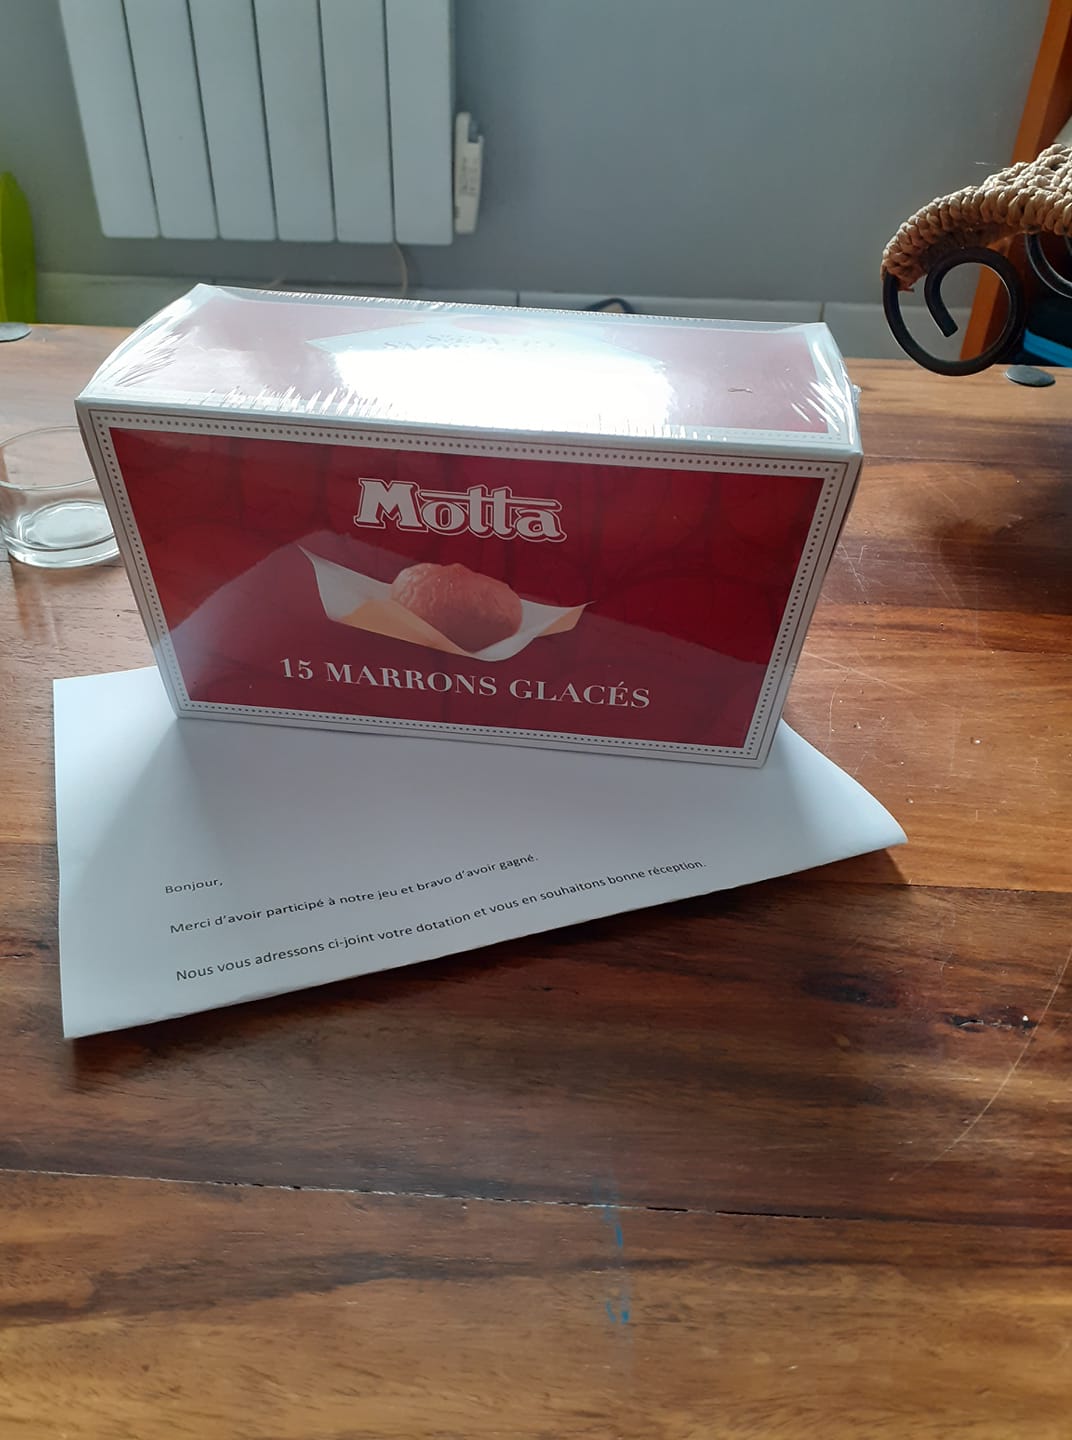 Motta
15 MARRONS GLACÉS
Bonjour,
Merci d'avoir participé à notre jeu et bravo d'avoir gagné.
Nous vous adressons ci-joint votre dotation et vous en souhaitons bonne réception.